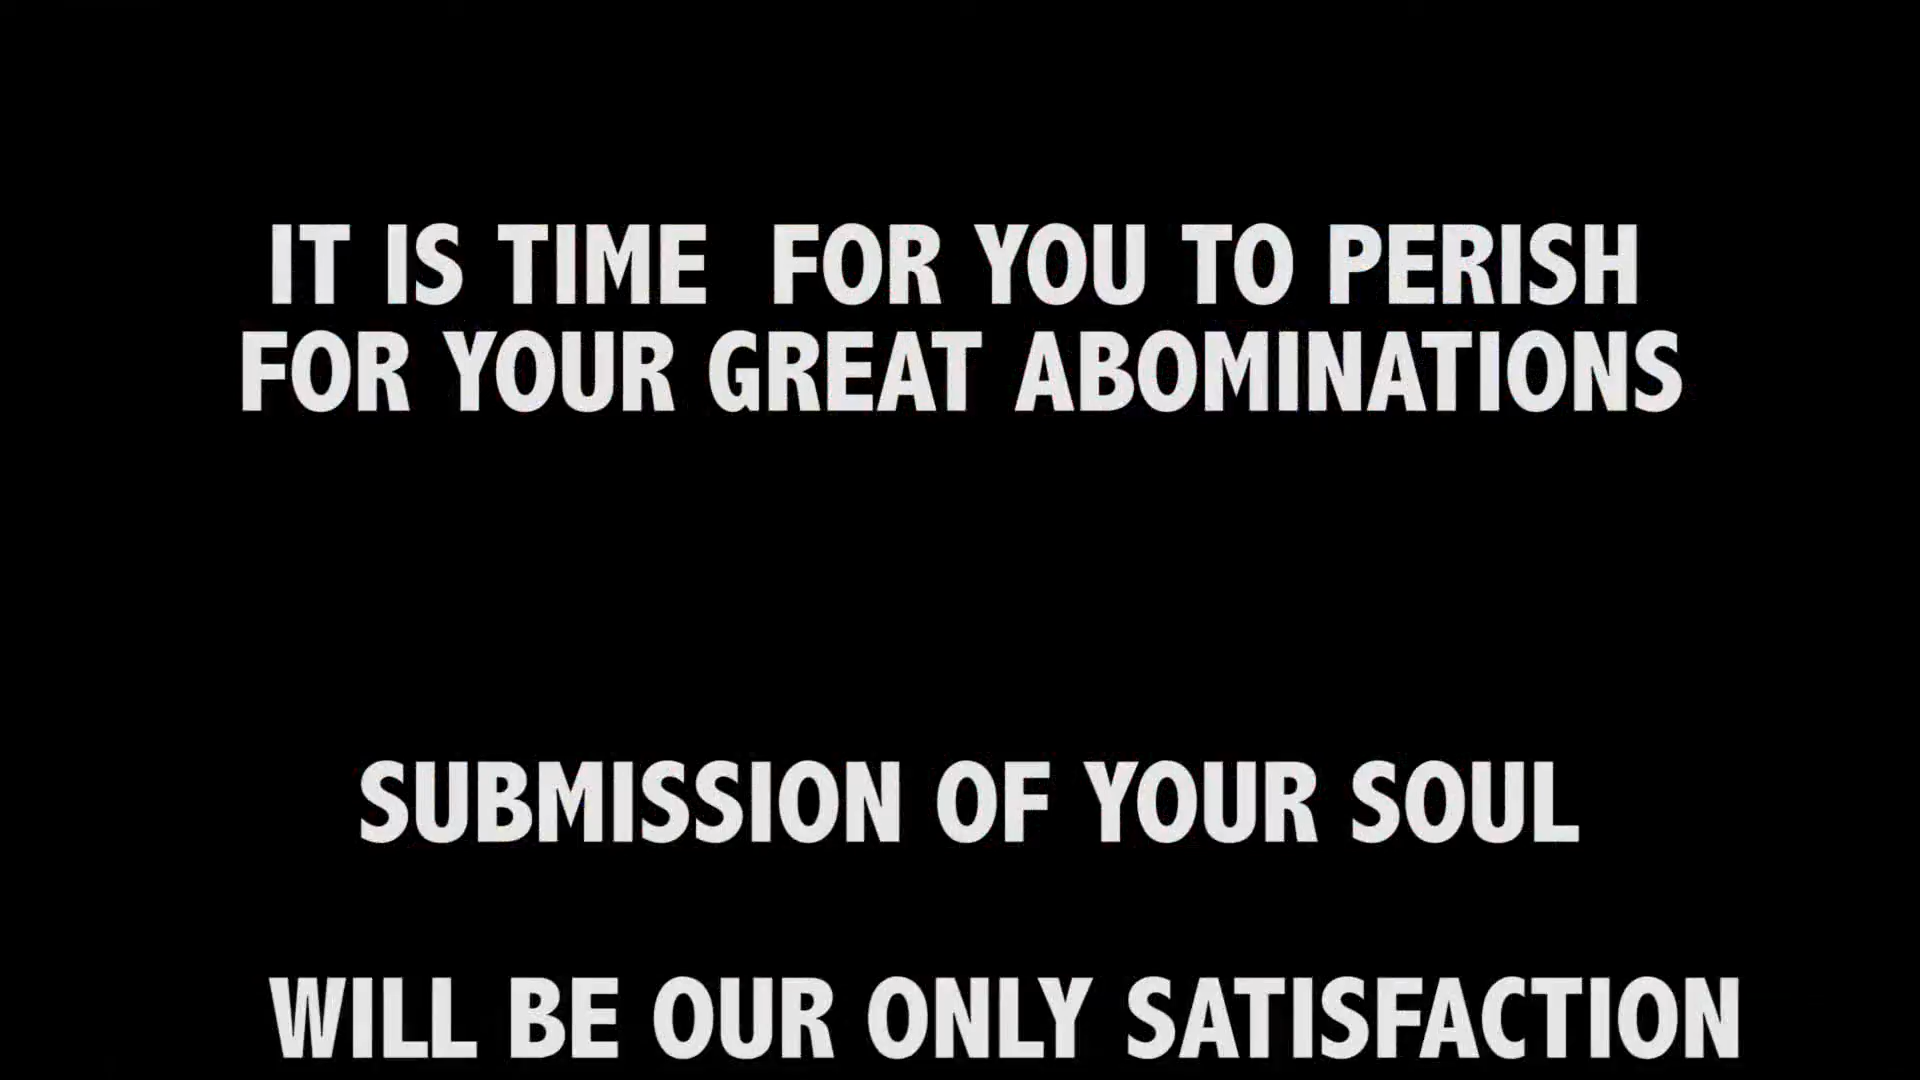 IT IS TIME  FOR YOU TO PERISH
FOR YOUR GREAT ABOMINATIONS
SUBMISSION OF YOUR SOUL
WILL BE OUR ONLY SATISFACTION